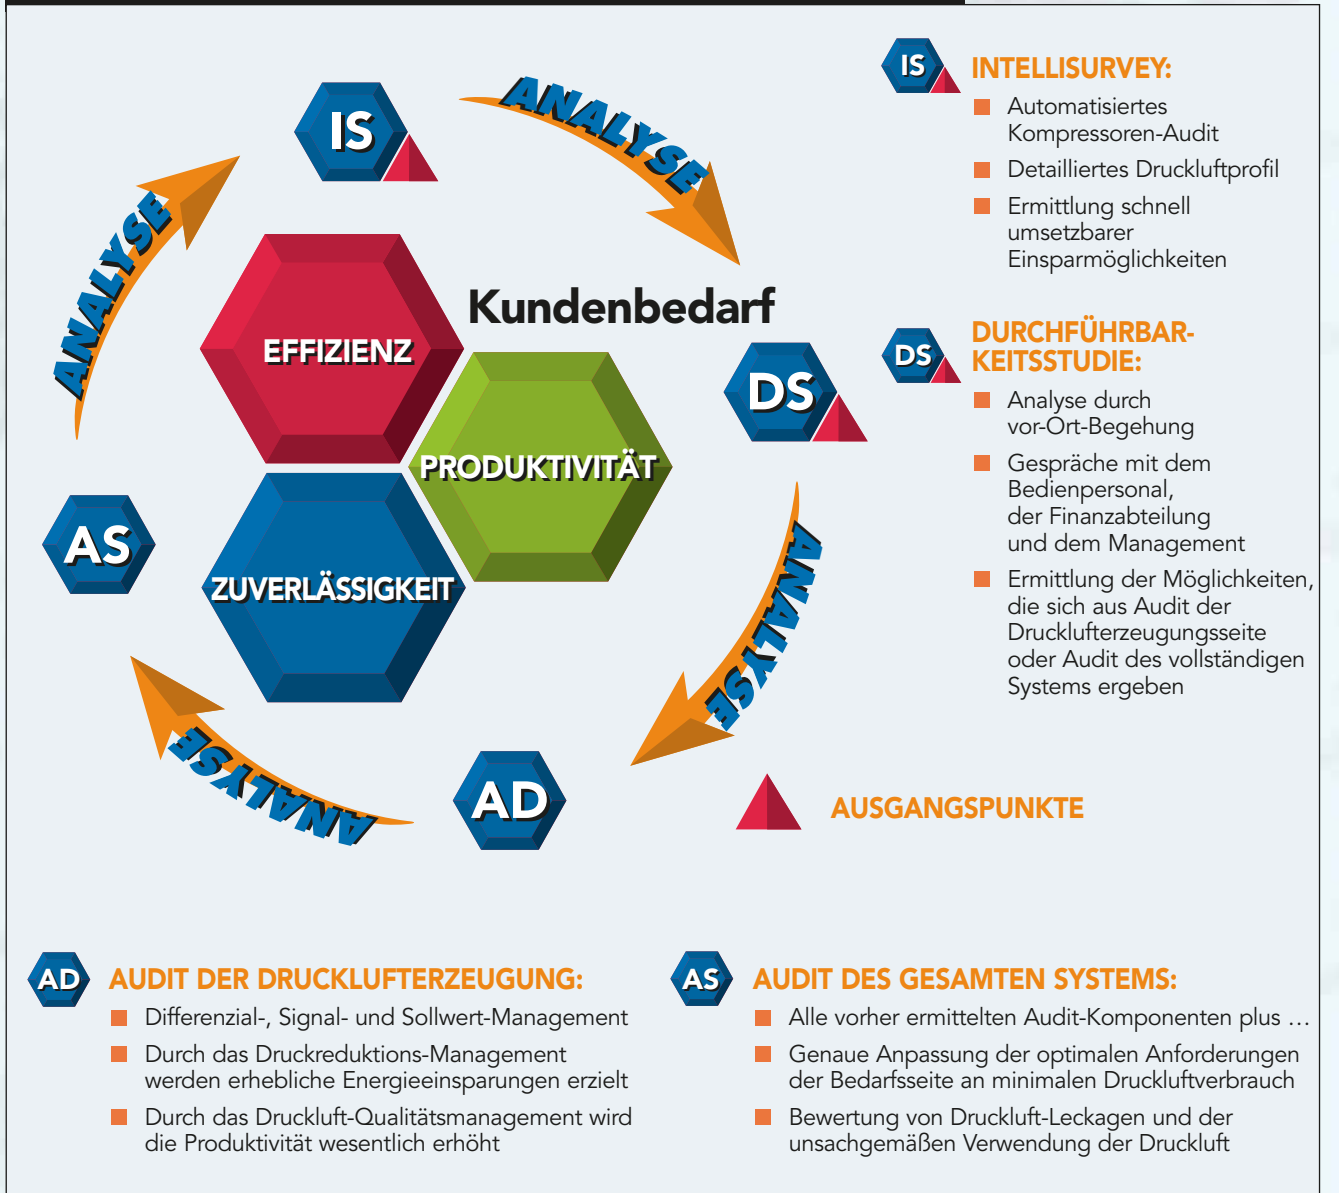 IS
ANALYSE
ANALYSE
EFFIZIENZ
Kundenbedarf
PRODUKTIVITÄT
ZUVERLÄSSIGKEIT
DS
AS
ANALYSE
ANALYSE
AD
IS
INTELLISURVEY:
Automatisiertes
Kompressoren-Audit
Detailliertes Druckluftprofil
Ermittlung schnell
umsetzbarer
Einsparmöglichkeiten
DS
DURCHFÜHRBAR-
KEITSSTUDIE:
Analyse durch
vor-Ort-Begehung
Gespräche mit dem
Bedienpersonal,
der Finanzabteilung
und dem Management
Ermittlung der Möglichkeiten,
die sich aus Audit der
Drucklufterzeugungsseite
oder Audit des vollständigen
Systems ergeben
AUSGANGSPUNKTE
AD
AUDIT DER DRUCKLUFTERZEUGUNG:
Differenzial-, Signal- und Sollwert-Management
Durch das Druckreduktions-Management
werden erhebliche Energieeinsparungen erzielt
Durch das Druckluft-Qualitätsmanagement wird
die Produktivität wesentlich erhöht
AS
AUDIT DES GESAMTEN SYSTEMS:
Alle vorher ermittelten Audit-Komponenten plus …
Genaue Anpassung der optimalen Anforderungen
der Bedarfsseite an minimalen Druckluftverbrauch
Bewertung von Druckluft-Leckagen und der
unsachgemäßen Verwendung der Druckluft